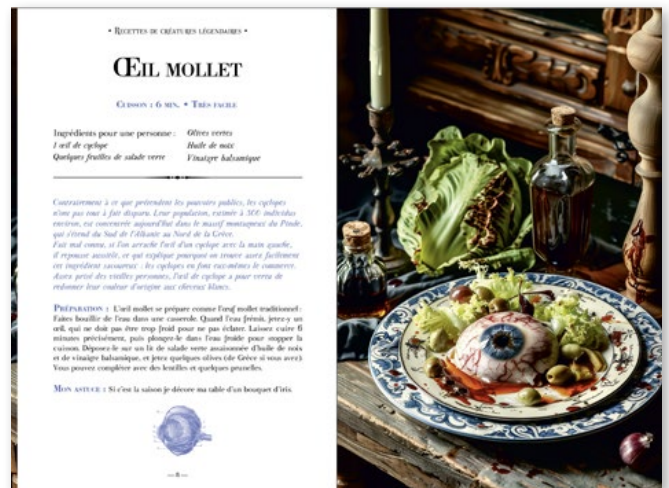 • Recettes de créatures légendaires •
Œil mollet
Cuisson : 6 min. • Très facile
Ingrédients pour une personne :
1 œil de cyclope
Quelques feuilles de salade verte
Olives vertes
Huile de noix
Vinaigre balsamique
Contrairement à ce que prétendent les pouvoirs publics, les cyclopes
n'ont pas tout à fait disparu. Leur population, estimée à 300 individus
environ, est concentrée aujourd'hui dans le massif montagneux du Pinde,
qui s'étend du Sud de l'Albanie au Nord de la Grèce.
Fait mal connu, si l'on arrache l'œil d'un cyclope avec la main gauche,
il repousse aussitôt, ce qui explique pourquoi on trouve assez facilement
cet ingrédient savoureux : les cyclopes en font eux-mêmes le commerce.
Assez prisé des vieilles personnes, l'œil de cyclope a pour vertu de
redonner leur couleur d'origine aux cheveux blancs.
Préparation : L'œil mollet se prépare comme l'œuf mollet traditionnel :
Faites bouillir de l'eau dans une casserole. Quand l'eau frémit, jetez-y un
œil, qui ne doit pas être trop froid pour ne pas éclater. Laissez cuire 6
minutes précisément, puis plongez-le dans l'eau froide pour stopper la
cuisson. Déposez-le sur un lit de salade verte assaisonnée d'huile de noix
et de vinaigre balsamique, et jetez quelques olives (de Grèce si vous avez)
Vous pouvez compléter avec des lentilles et quelques prunelles.
Mon astuce : Si c'est la saison je décore ma table d'un bouquet d'iris.